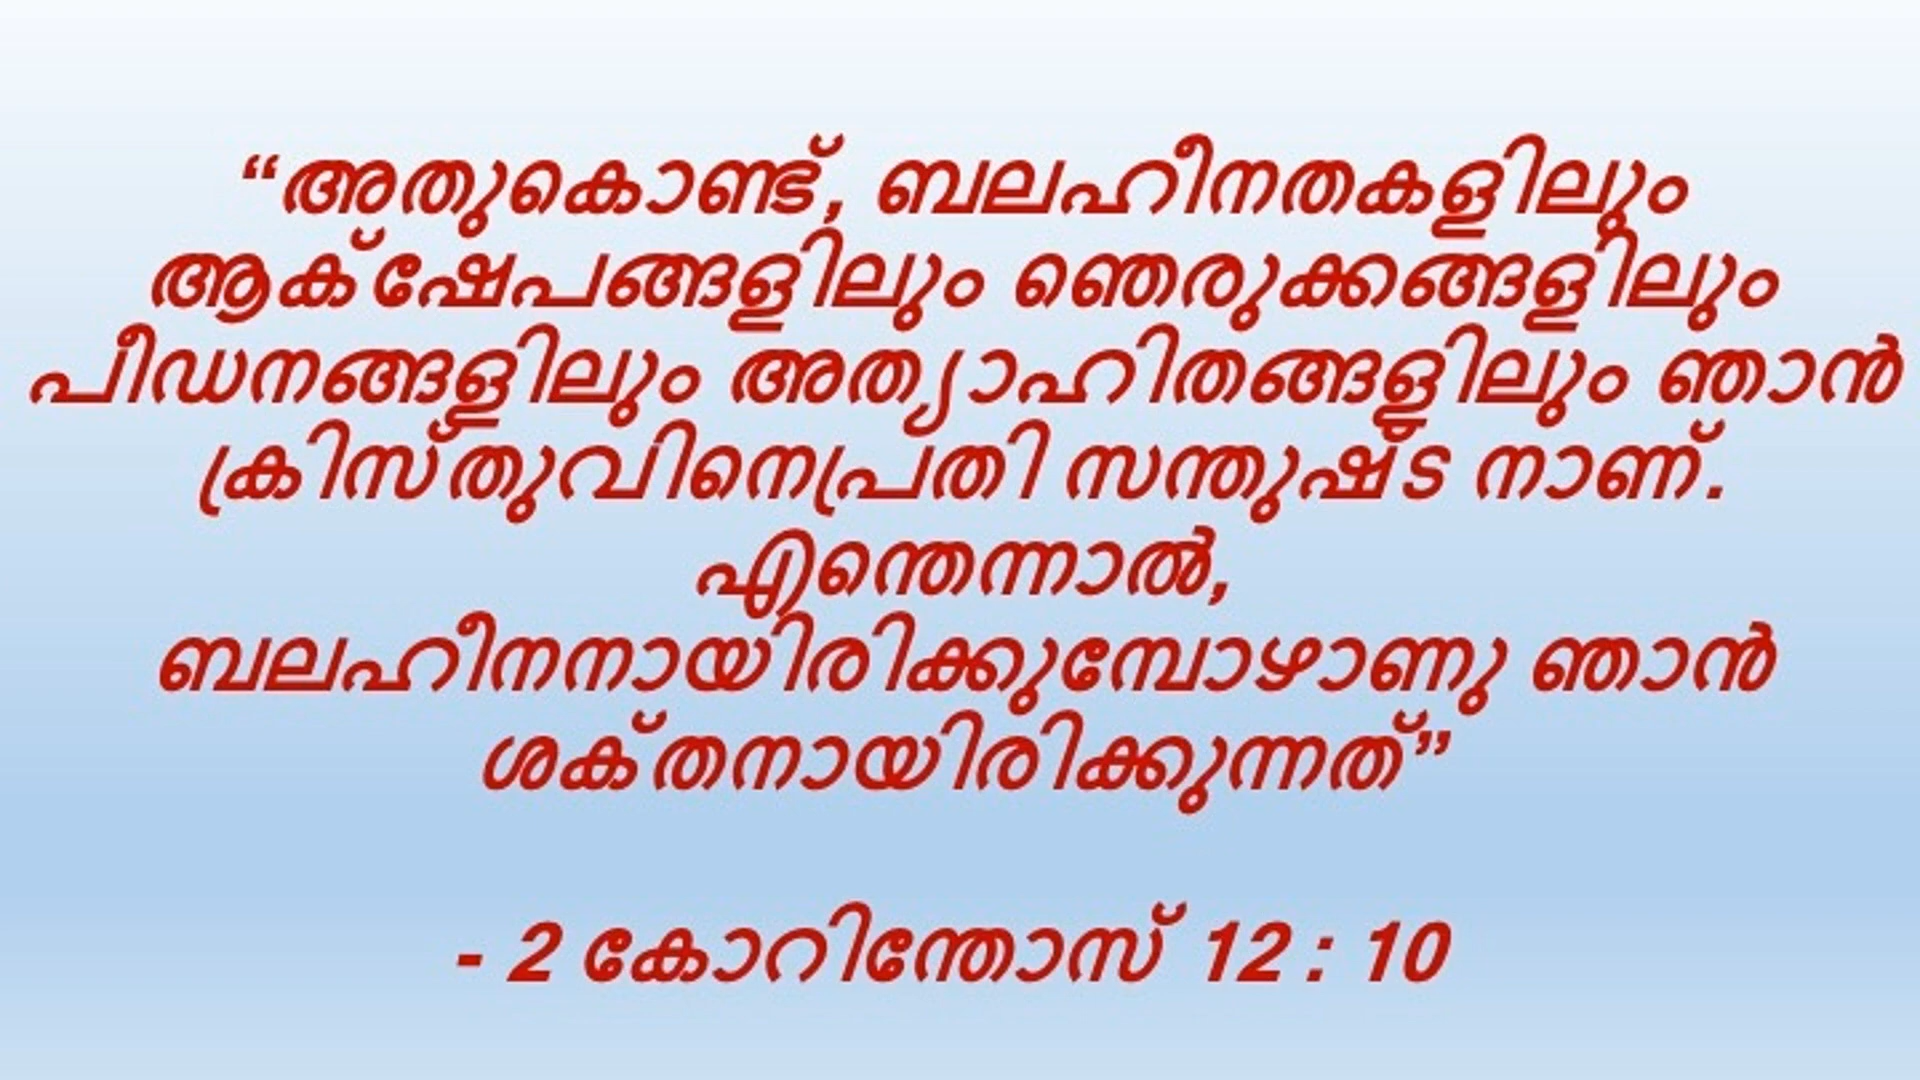 “അതുകൊണ്ട്, ബലഹീനതകളിലും
ആക്‌ഷേപങ്ങളിലും ഞെരുക്കങ്ങളിലും
പീഡനങ്ങളിലും അത്യാഹിതങ്ങളിലും ഞാൻ
ക്രിസ്‌തുവിനെപ്രതി സന്തുഷ്‌ട നാണ്.
എന്തെന്നാൽ,
ബലഹീനനായിരിക്കുമ്പോഴാണു ഞാൻ
ശക്‌തനായിരിക്കുന്നത്”
- 2 കോറിന്തോസ് 12 : 10